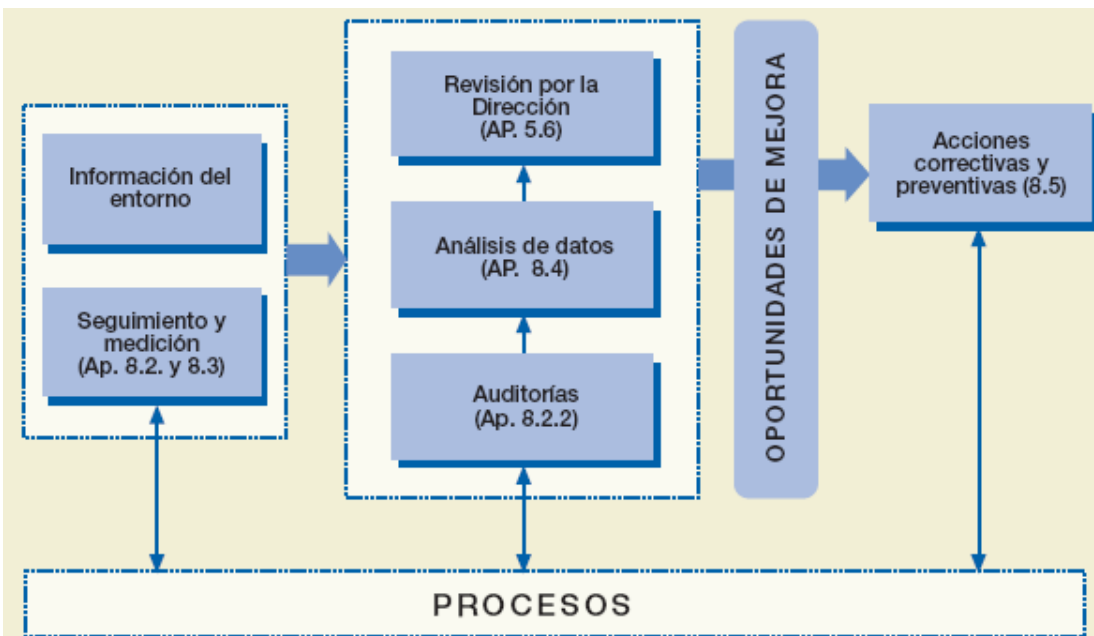 Información del
entorno
Seguimiento y
medición
(Ap. 8.2. y 8.3)
Revisión por la
Dirección
(AP. 5.6)
Análisis de datos
(AP. 8.4)
Auditorías
(Ap. 8.2.2)
OPORTUNIDADES DE MEJORA
Acciones
correctivas y
preventivas (8.5)
PROCESOS